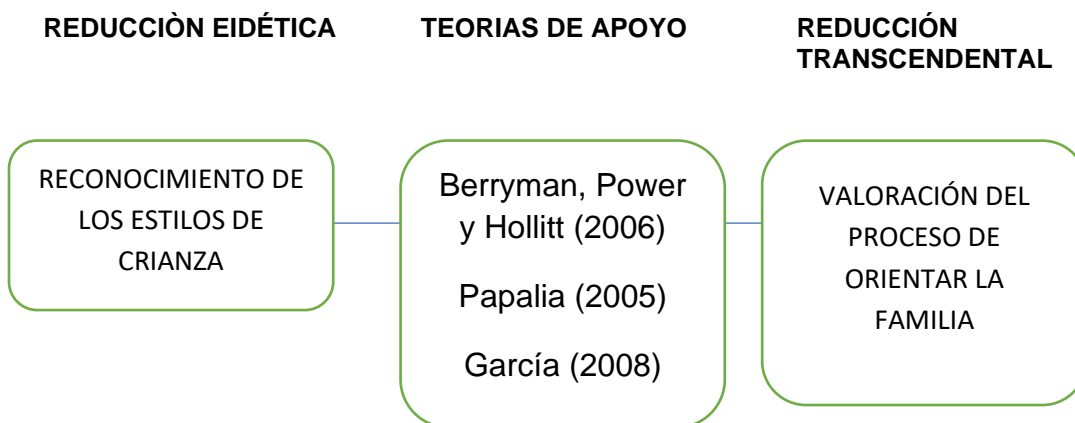 REDUCCIÒN EIDÉTICA
TEORIAS DE APOYO
REDUCCIÓN
TRANSCENDENTAL
RECONOCIMIENTO DE
LOS ESTILOS DE
CRIANZA
Berryman, Power
y Hollitt (2006)
Papalia (2005)
García (2008)
VALORACIÓN DEL
PROCESO DE
ORIENTAR LA
FAMILIA